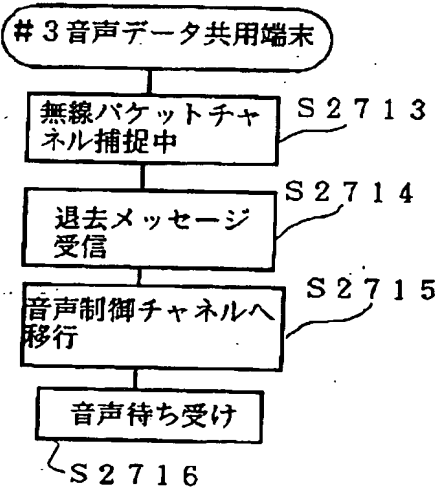 #3音声データ共用端末
無線パケットチャ
ネル捕捉中
S2713
退去メッセージ
受信
S2714
音声制御チャネルへ
移行
S2715
音声待ち受け
S2716